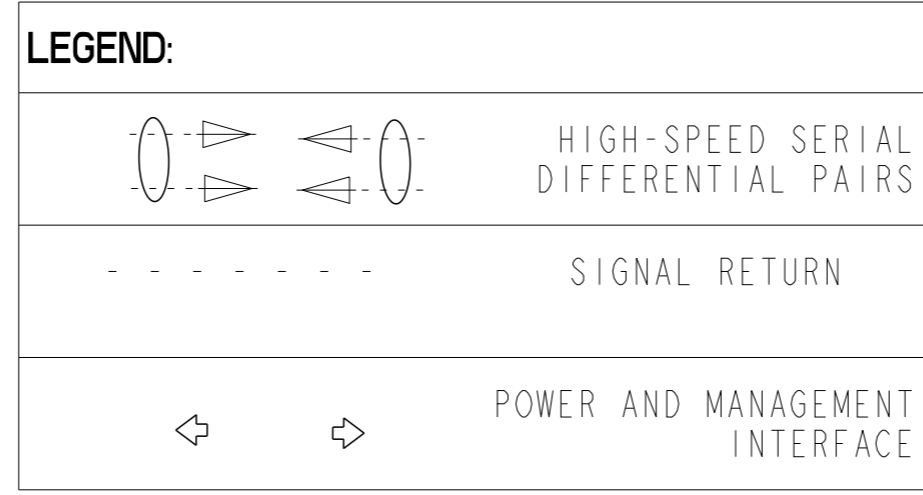 LEGEND:
HIGH-SPEED SERIAL
DIFFERENTIAL PAIRS
SIGNAL RETURN
POWER AND MANAGEMENT
INTERFACE